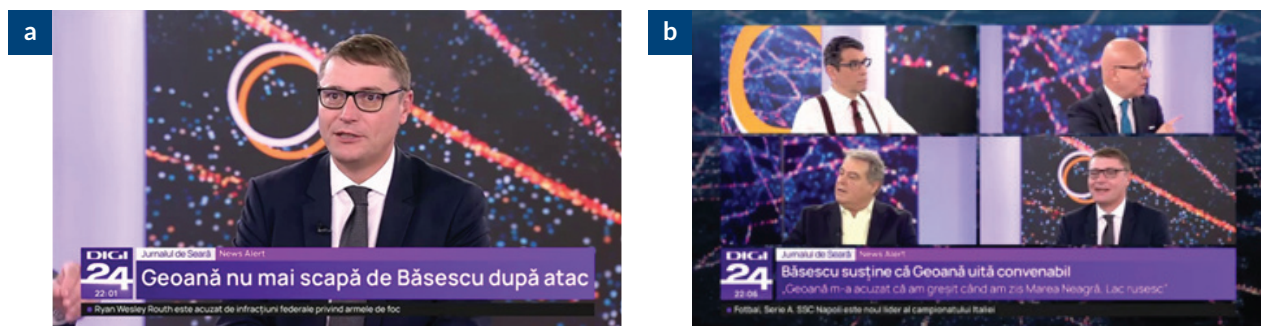 a
DIGI
24
22:01
Jurnalul de Seară News Alert
Geoană nu mai scapă de Băsescu după atac
Ryan Wesley Routh este acuzat de infracțiuni federale privind armele de foc
b
DIGI
24
22:06
Jurnalul de Seară News Alert
Băsescu susține că Geoană uită convenabil
„Geoană m-a acuzat că am greșit când am zis Marea Neagră, Lac rusesc”
Fotbal, Serie A. SSC Napoli este noul lider al campionatului Italiei